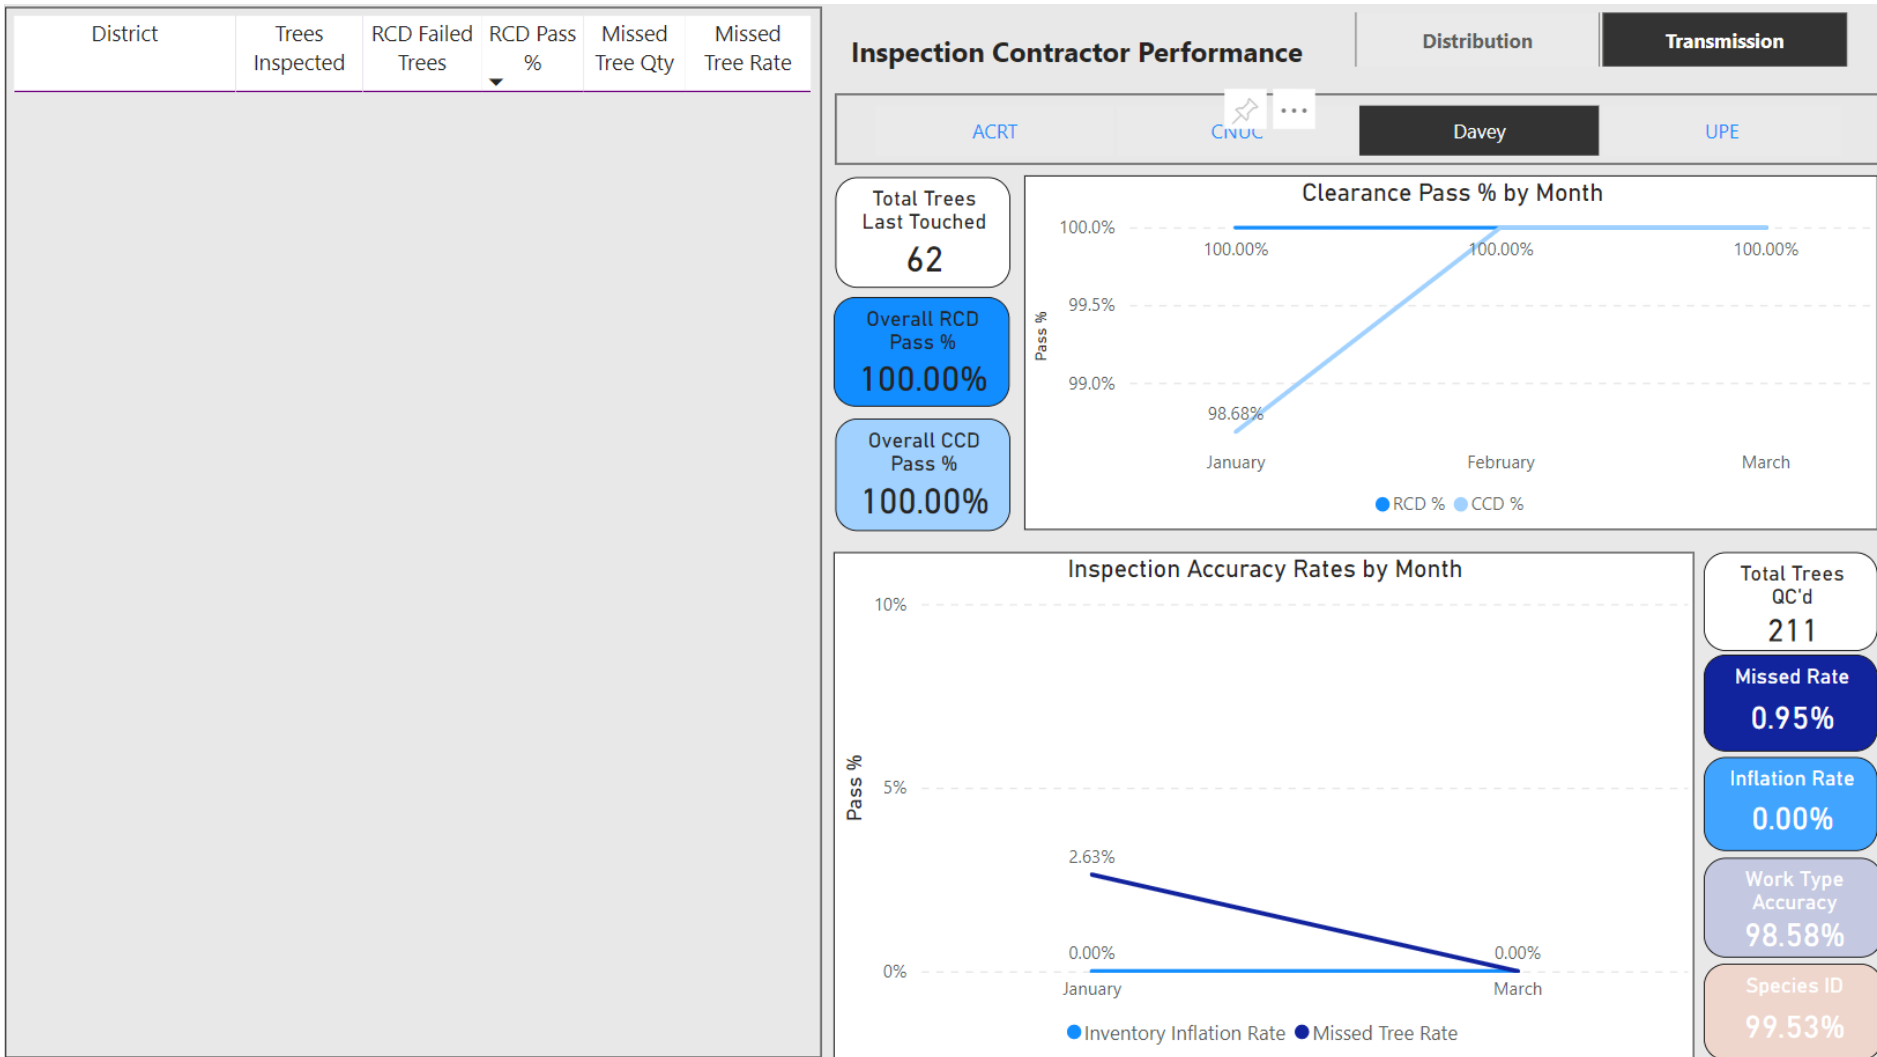 District
Trees Inspected
RCD Failed Trees
RCD Pass %
Missed Tree Qty
Missed Tree Rate
Inspection Contractor Performance
Distribution
Transmission
ACRT
CNUC
Davey
UPE
Total Trees
Last Touched
62
Overall RCD
Pass %
100.00%
Overall CCD
Pass %
100.00%
Clearance Pass % by Month
Pass %
100.0%
99.5%
99.0%
100.00%
100.00%
100.00%
98.68%
January
February
March
RCD %
CCD %
Inspection Accuracy Rates by Month
Pass %
10%
5%
0%
2.63%
0.00%
0.00%
January
March
Inventory Inflation Rate
Missed Tree Rate
Total Trees
QC'd
211
Missed Rate
0.95%
Inflation Rate
0.00%
Work Type
Accuracy
98.58%
Species ID
99.53%